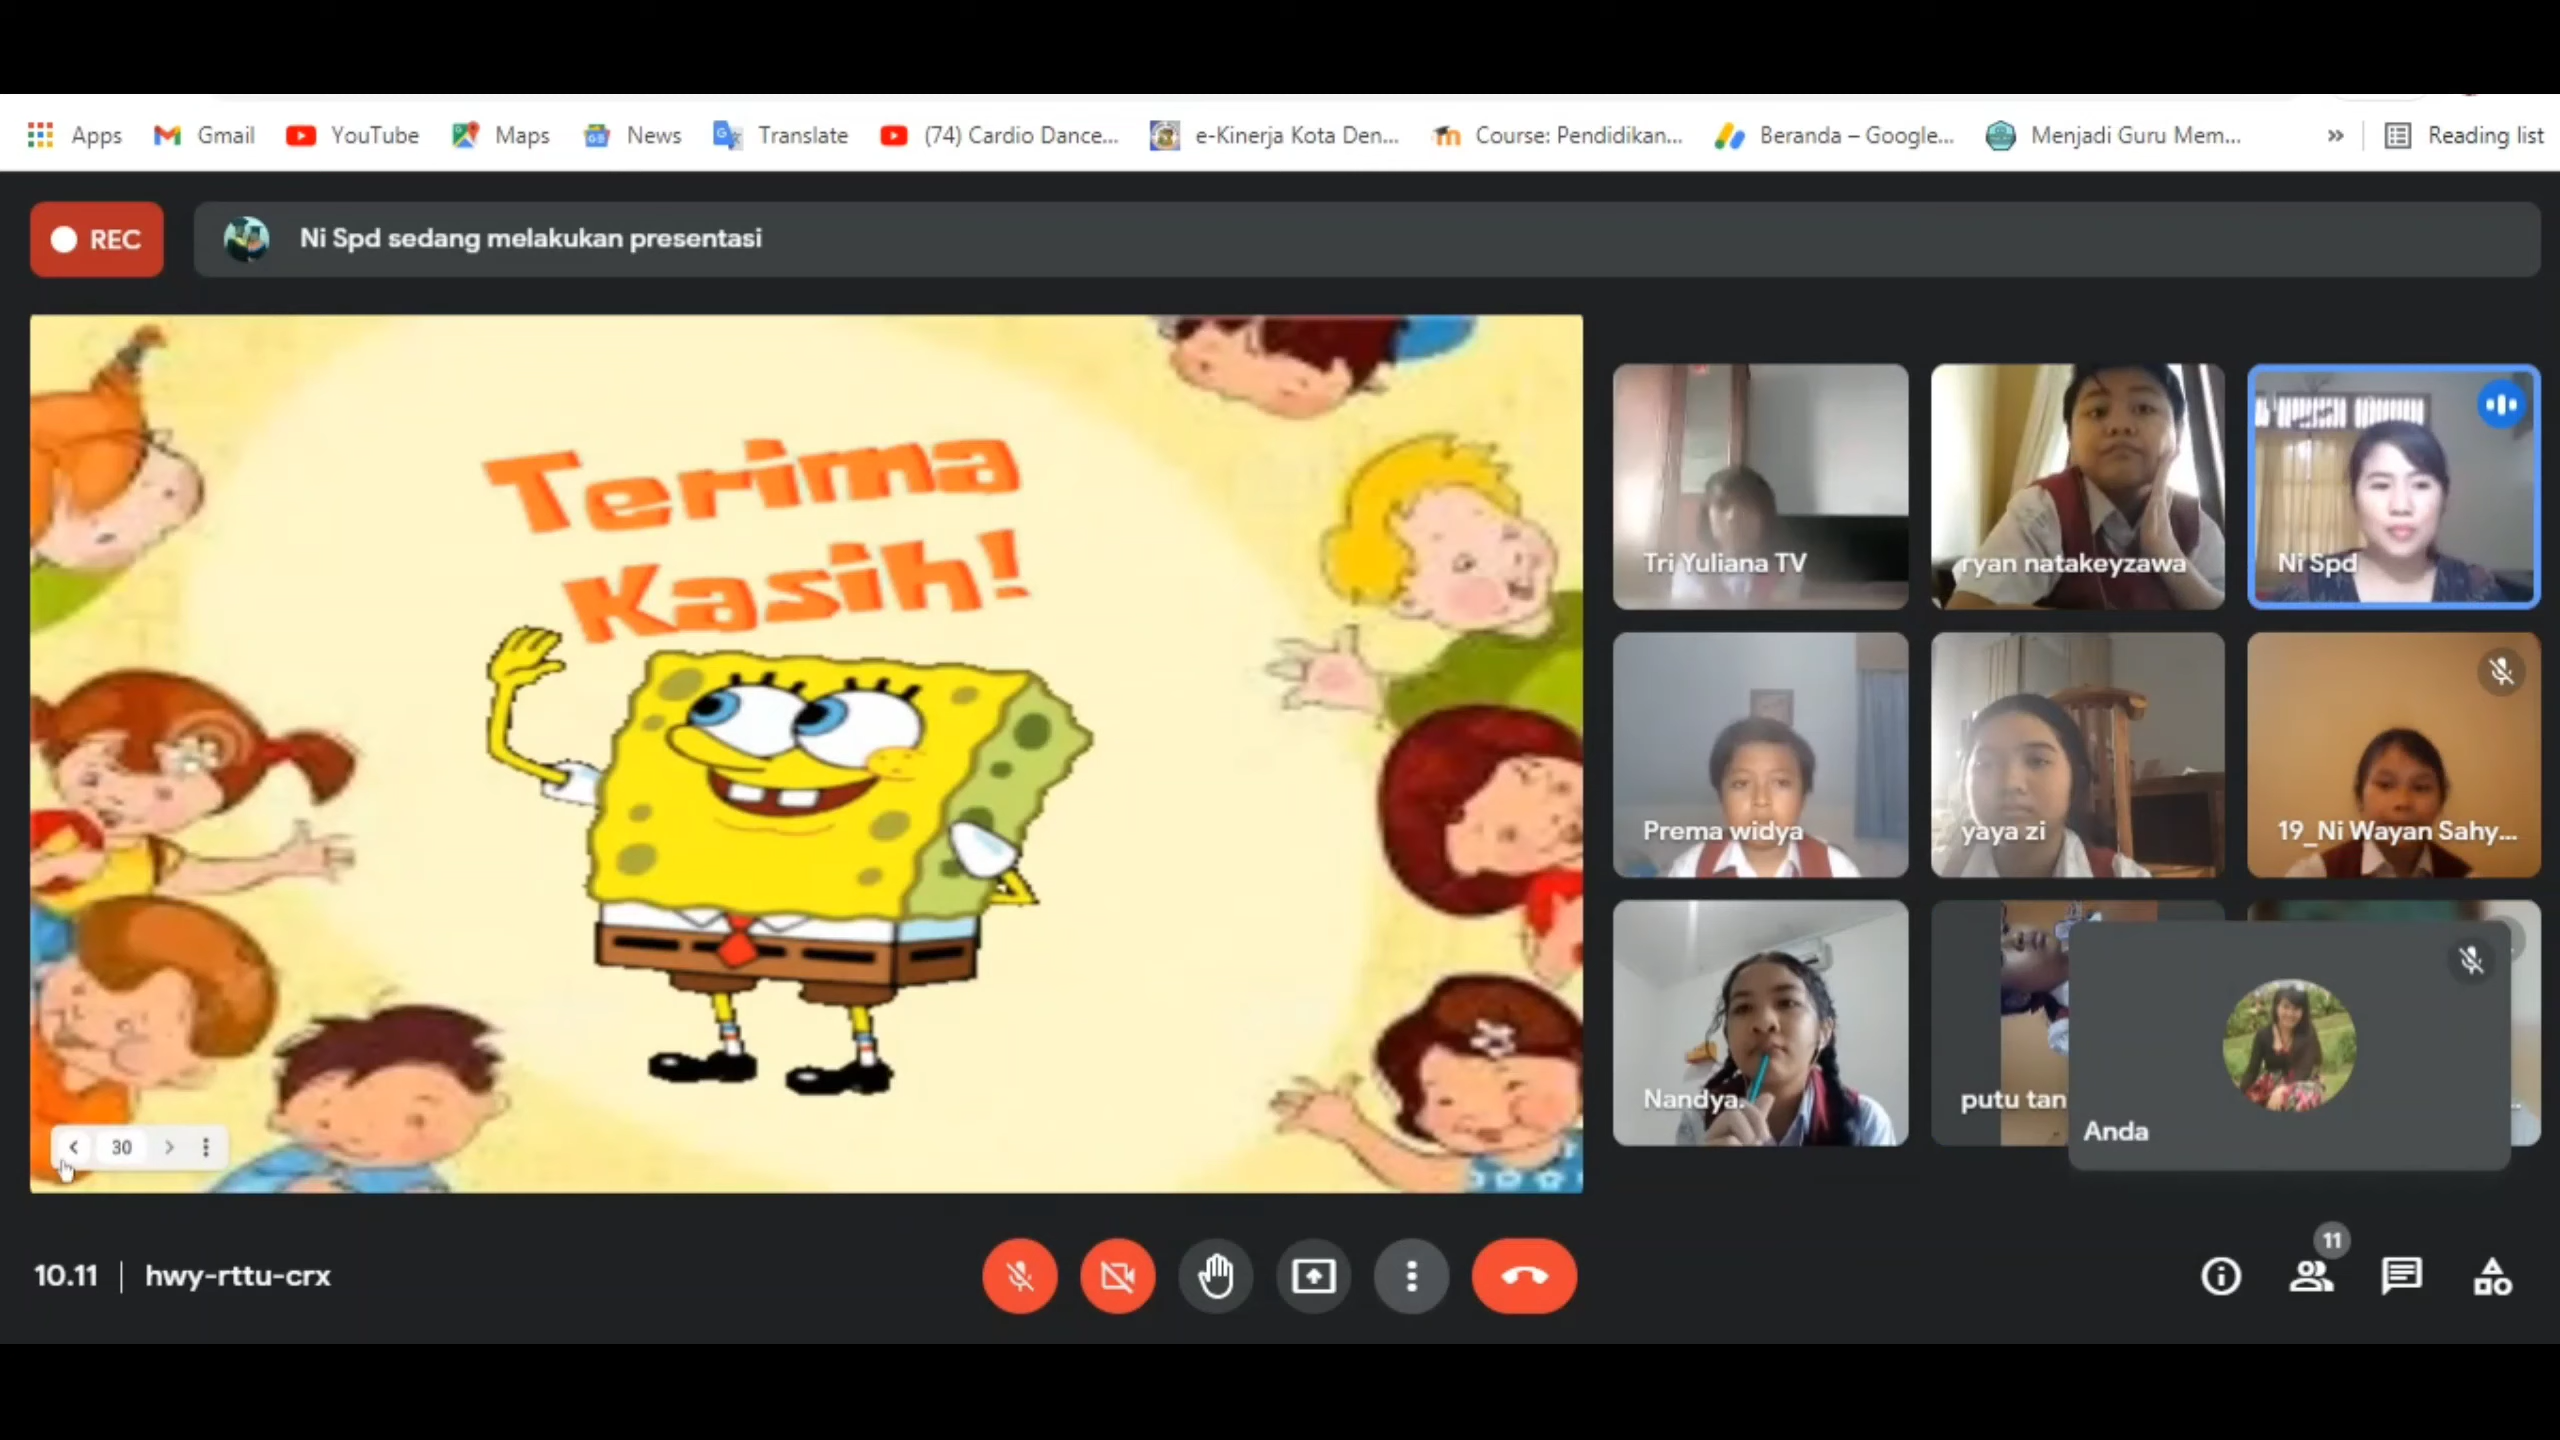 Apps Gmail YouTube Maps News Translate (74) Cardio Dance... e-Kinerja Kota Den... Course: Pendidikan... Beranda – Google... Menjadi Guru Mem... » Reading list
REC Ni Spd sedang melakukan presentasi
Terima
Kasih!
30
Tri Yuliana TV ryan natakeyzawa Ni Spd
Prema widya yaya zi 19_Ni Wayan Sahy...
Nandya. putu tan
Anda
10.11 | hwy-rttu-crx
11